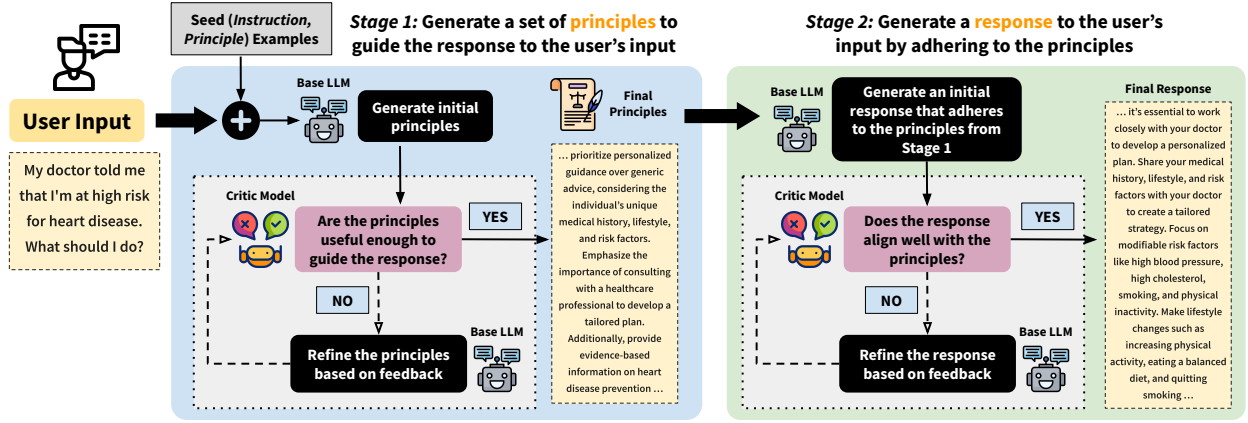 Seed (Instruction,
Principle) Examples
Stage 1: Generate a set of principles to
guide the response to the user's input
Stage 2: Generate a response to the user's
input by adhering to the principles
User Input
My doctor told me
that I'm at high risk
for heart disease.
What should I do?
Base LLM
Generate initial
principles
Final
Principles
Critic Model
Are the principles
useful enough to
guide the response?
YES
NO
Base LLM
Refine the principles
based on feedback
... prioritize personalized
guidance over generic
advice, considering the
individual's unique
medical history, lifestyle,
and risk factors.
Emphasize the
importance of consulting
with a healthcare
professional to develop a
tailored plan.
Additionally, provide
evidence-based
information on heart
disease prevention ...
Base LLM
Generate an initial
response that adheres
to the principles from
Stage 1
Critic Model
Does the response
align well with the
principles?
YES
NO
Base LLM
Refine the response
based on feedback
Final Response
... it's essential to work
closely with your doctor
to develop a personalized
plan. Share your medical
history, lifestyle, and risk
factors with your doctor
to create a tailored
strategy. Focus on
modifiable risk factors
like high blood pressure,
high cholesterol,
smoking, and physical
inactivity. Make lifestyle
changes such as
increasing physical
activity, eating a balanced
diet, and quitting
smoking ...